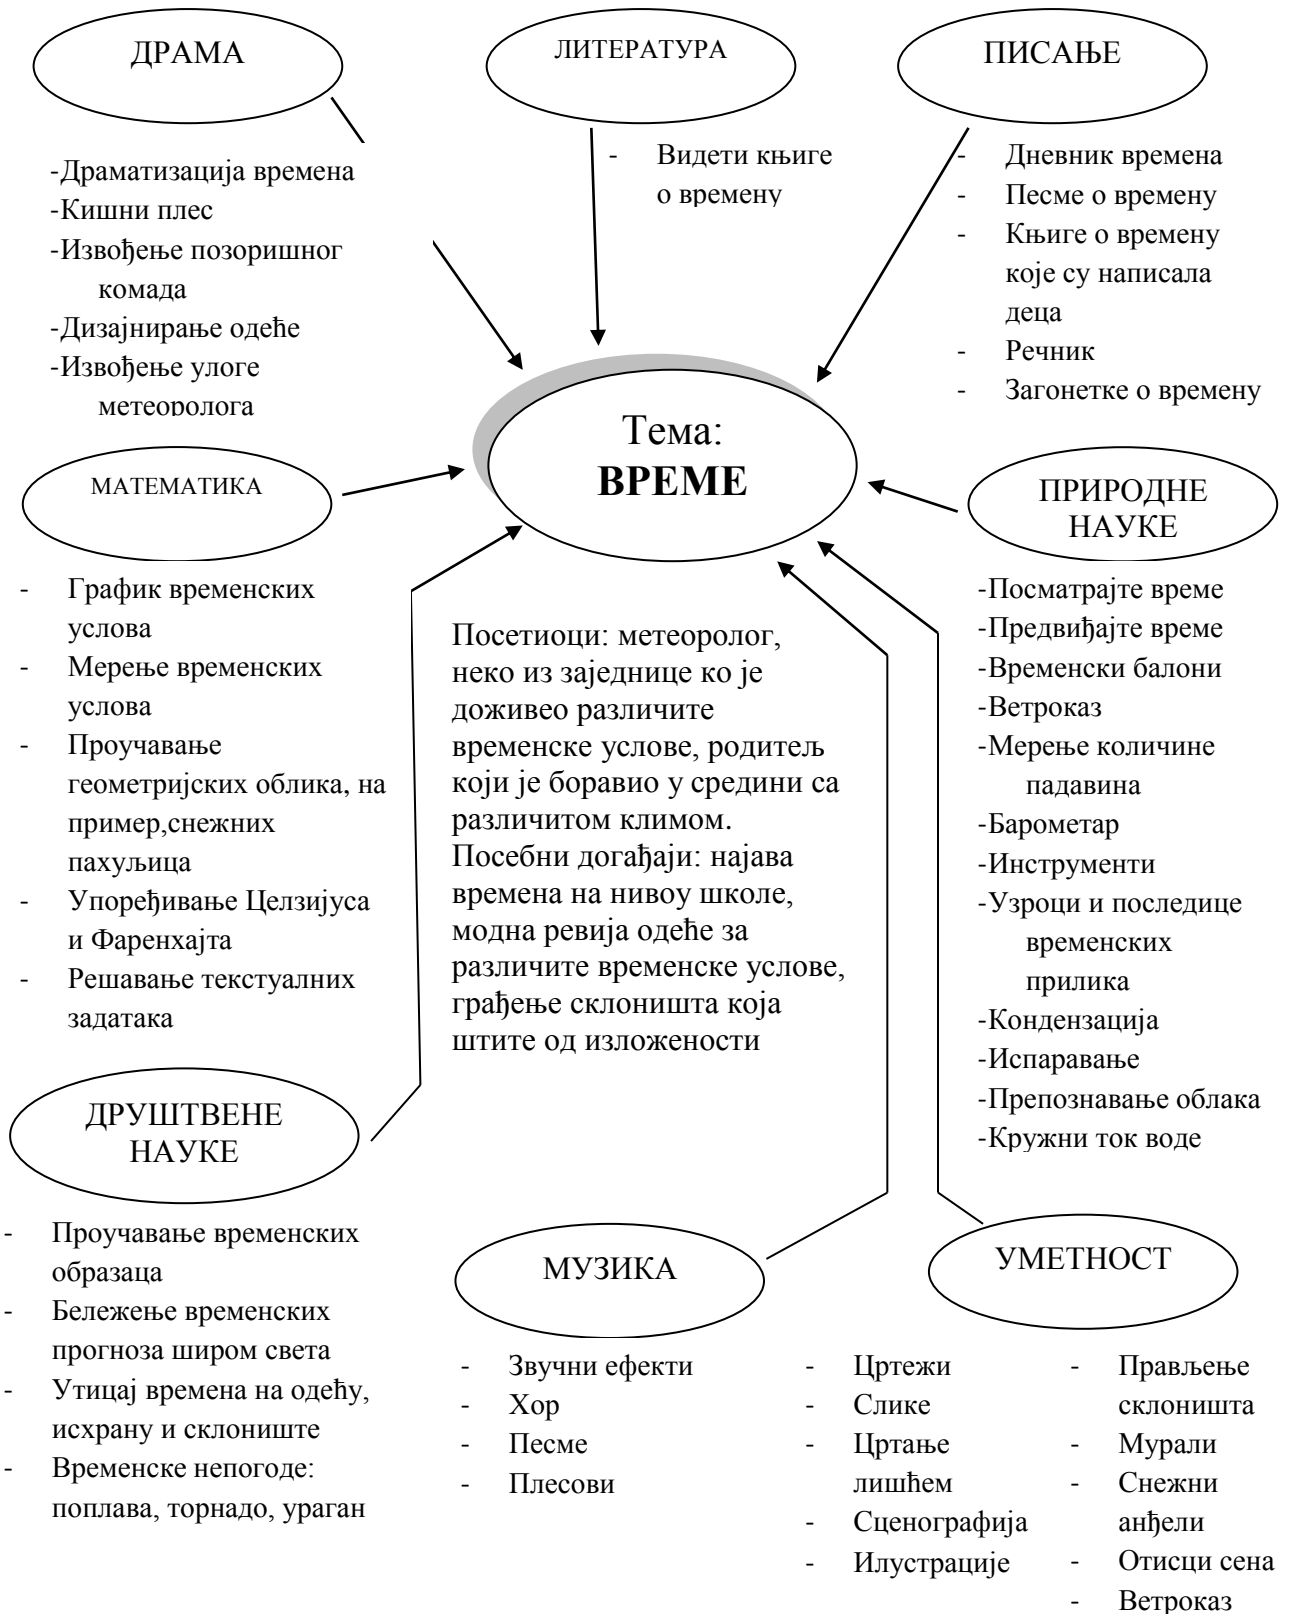 ДРАМА
-Драматизација времена
-Кишни плес
-Извођење позоришног
комада
-Дизајнирање одеће
-Извођење улоге
метеоролога
ЛИТЕРАТУРА
- Видети књиге
о времену
ПИСАЊЕ
- Дневник времена
- Песме о времену
- Књиге о времену
које су написала
деца
- Речник
- Загонетке о времену
Тема:
ВРЕМЕ
МАТЕМАТИКА
- График временских
услова
- Мерење временских
услова
- Проучавање
геометријских облика, на
пример,снежних
пахуљица
- Упоређивање Целзијуса
и Фаренхајта
- Решавање текстуалних
задатака
Посетиоци: метеоролог,
неко из заједнице ко је
доживео различите
временске услове, родитељ
који је боравио у средини са
различитом климом.
Посебни догађаји: најава
времена на нивоу школе,
модна ревија одеће за
различите временске услове,
грађење склоништа која
штите од изложености
ПРИРОДНЕ
НАУКЕ
-Посматрајте време
-Предвиђајте време
-Временски балони
-Ветроказ
-Мерење количине
падавина
-Барометар
-Инструменти
-Узроци и последице
временских
прилика
-Кондензација
-Испаравање
-Препознавање облака
-Кружни ток воде
ДРУШТВЕНЕ
НАУКЕ
- Проучавање временских
образаца
- Бележење временских
прогноза широм света
- Утицај времена на одећу,
исхрану и склониште
- Временске непогоде:
поплава, торнадо, ураган
МУЗИКА
- Звучни ефекти
- Хор
- Песме
- Плесови
УМЕТНОСТ
- Цртежи
- Слике
- Цртање
лишћем
- Сценографија
- Илустрације
- Прављење
склоништа
- Мурали
- Снежни
анђели
- Отисци сена
- Ветроказ